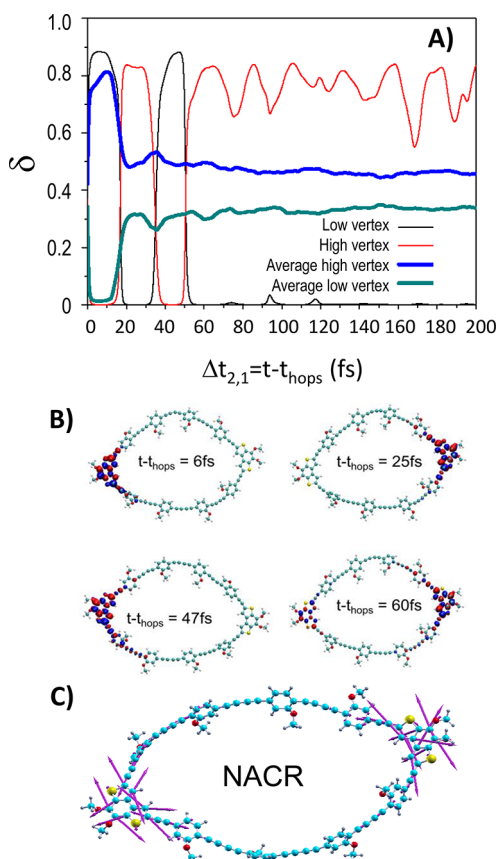 A)
1.0
0.8
0.6
0.4
0.2
0
δ
Low vertex
High vertex
Average high vertex
Average low vertex
0 20 40 60 80 100 120 140 160 180 200
Δt2,1=t-thops (fs)
B)
t-thops = 6fs
t-thops = 25fs
t-thops = 47fs
t-thops = 60fs
C)
NACR